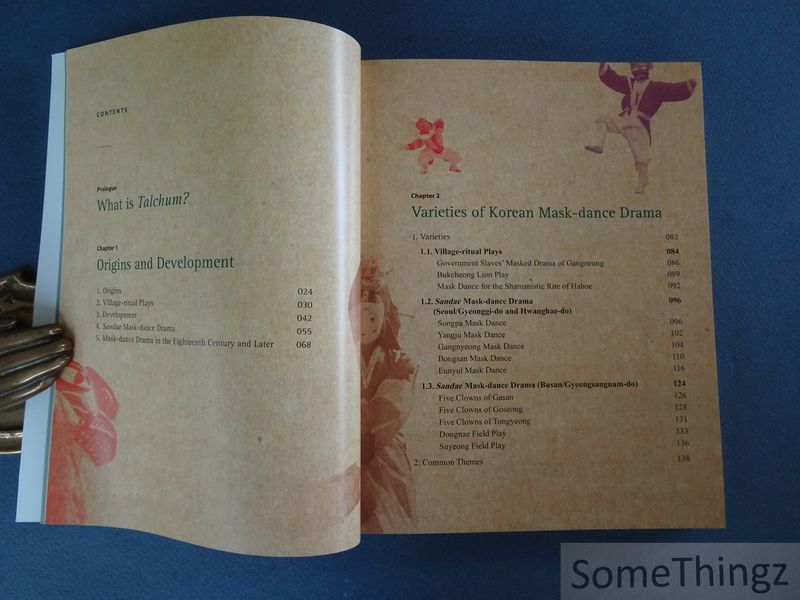 CONTENTS
Prologue
What is Talchum?
Chapter 1
Origins and Development
1. Origins 024
2. Village-ritual Plays 030
3. Development 042
4. Sandae Mask-dance Drama 055
5. Mask-dance Drama in the Eighteenth Century and Later 068
Chapter 2
Varieties of Korean Mask-dance Drama
1. Varieties 082
1.1. Village-ritual Plays 084
Government Slaves' Masked Drama of Gangneung 086
Bukcheong Lion Play 089
Mask Dance for the Shamanistic Rite of Hahoe 092
1.2. Sandae Mask-dance Drama 096
(Seoul/Gyeonggi-do and Hwanghae-do)
Songpa Mask Dance 096
Yangju Mask Dance 102
Gangnyeong Mask Dance 104
Bongsan Mask Dance 110
Eunyul Mask Dance 116
1.3. Sandae Mask-dance Drama (Busan/Gyeongsangnam-do) 124
Five Clowns of Gasan 126
Five Clowns of Goseong 128
Five Clowns of Tongyeong 131
Dongnae Field Play 133
Suyeong Field Play 136
2. Common Themes 138
SomeThingz